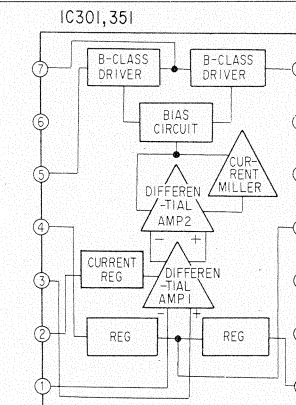 IC301,351
7
B-CLASS
DRIVER
B-CLASS
DRIVER
6
BIAS
CIRCUIT
5
CUR-
RENT
MILLER
DIFFEREN
-TIAL
AMP2
4
- +
CURRENT
REG
DIFFEREN
-TIAL
AMP1
3
- +
2
REG
REG
1